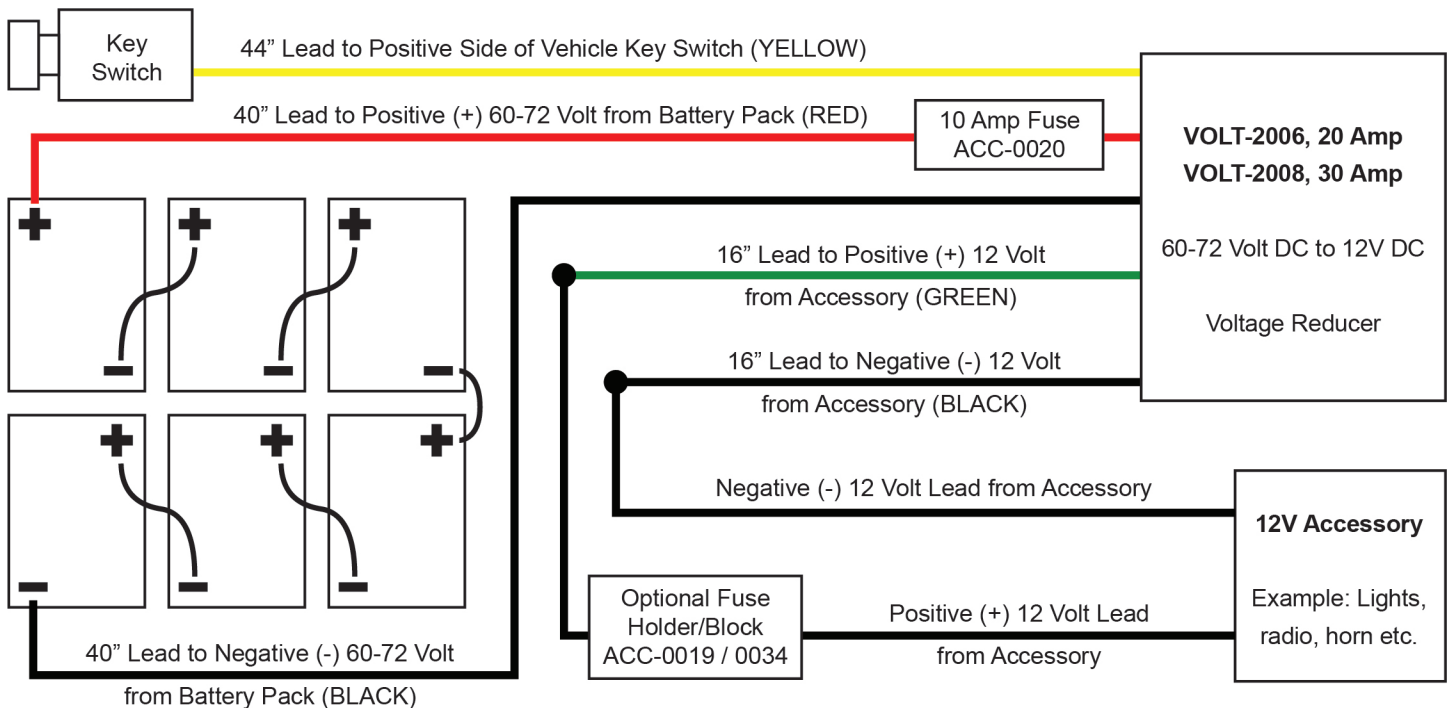 Key
Switch
44” Lead to Positive Side of Vehicle Key Switch (YELLOW)
40” Lead to Positive (+) 60-72 Volt from Battery Pack (RED)
10 Amp Fuse
ACC-0020
VOLT-2006, 20 Amp
VOLT-2008, 30 Amp
60-72 Volt DC to 12V DC
Voltage Reducer
16” Lead to Positive (+) 12 Volt
from Accessory (GREEN)
16” Lead to Negative (-) 12 Volt
from Accessory (BLACK)
Negative (-) 12 Volt Lead from Accessory
12V Accessory
Example: Lights,
radio, horn etc.
Optional Fuse
Holder/Block
ACC-0019 / 0034
Positive (+) 12 Volt Lead
from Accessory
40” Lead to Negative (-) 60-72 Volt
from Battery Pack (BLACK)